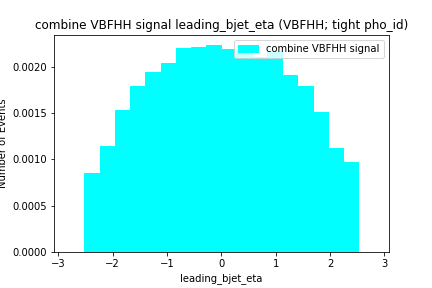 combine VBFHH signal leading_bjet_eta (VBFHH; tight pho_id)
combine VBFHH signal
Number of Events
0.0020
0.0015
0.0010
0.0005
0.0000
−3 −2 −1 0 1 2 3
leading_bjet_eta